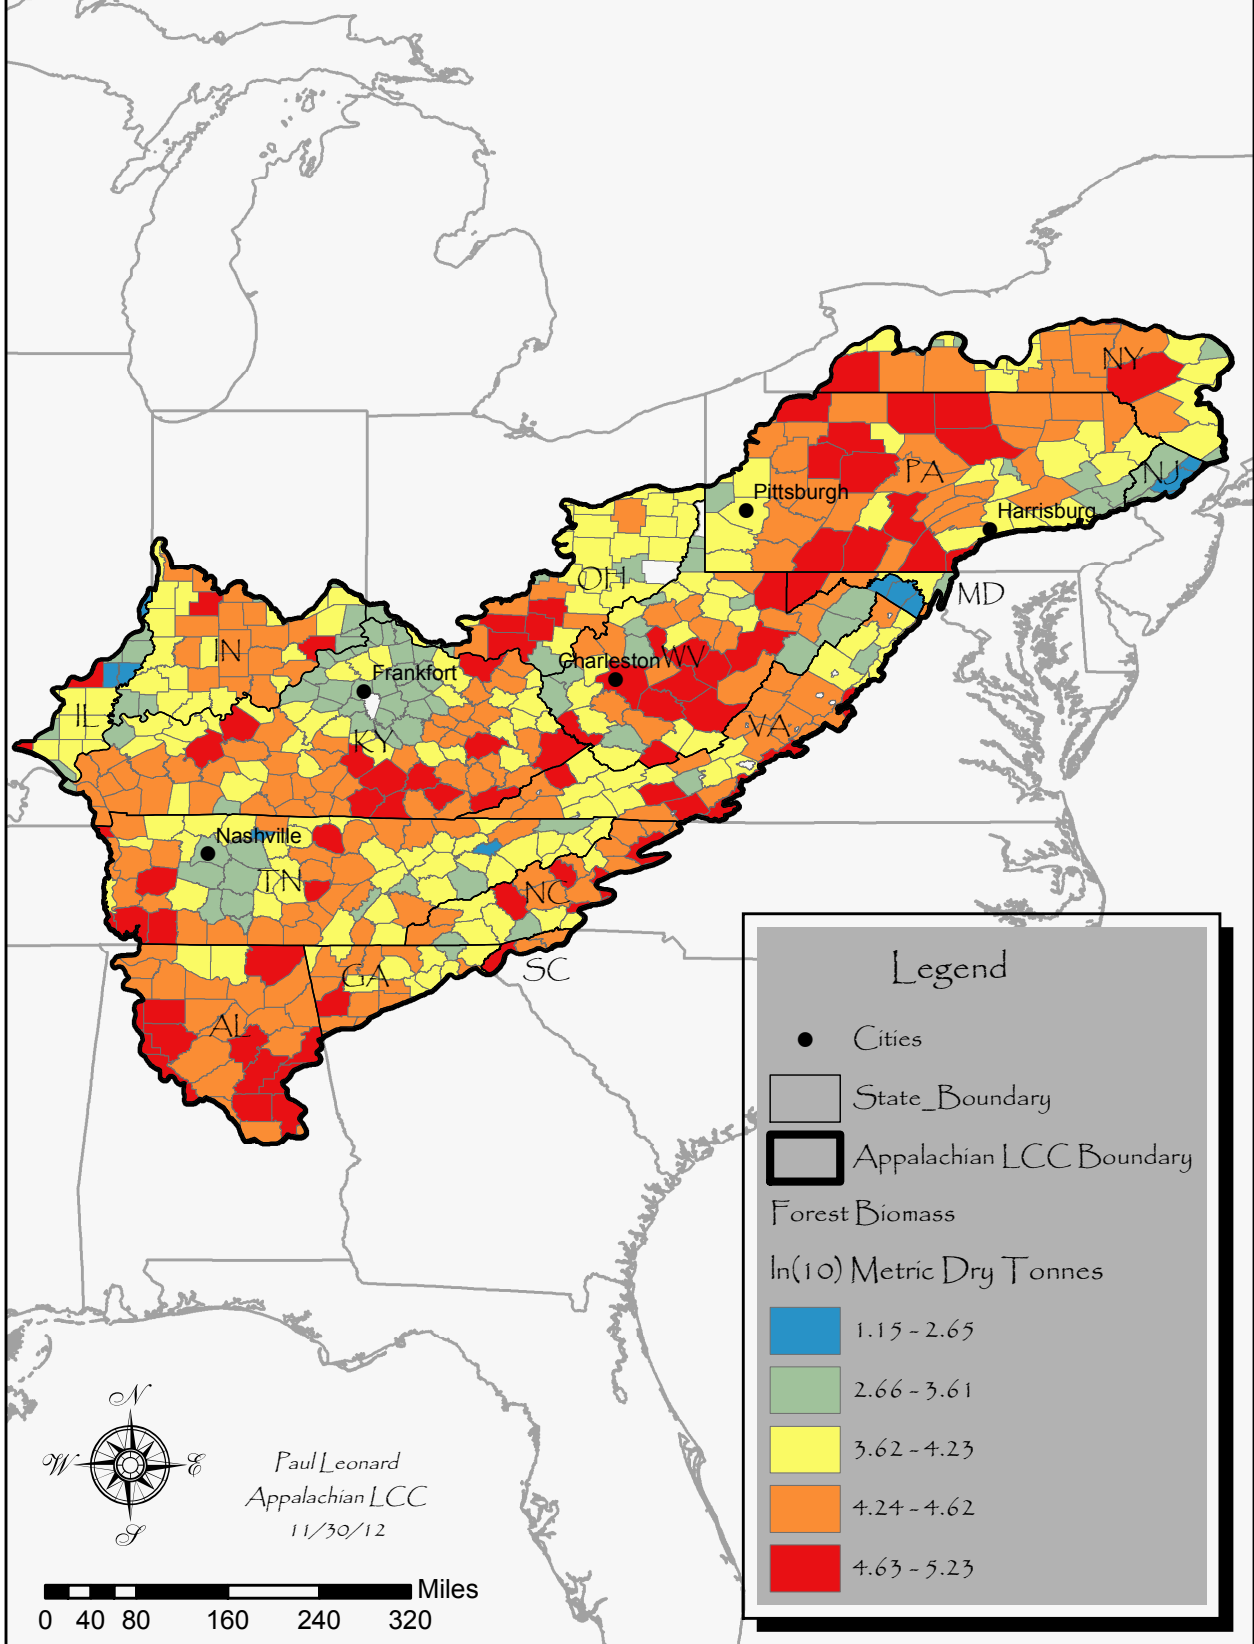 NY
PA
NJ
Pittsburgh
Harrisburg
OH
MD
IN
Charleston
WV
Frankfort
IL
VA
KY
Nashville
TN
NC
GA
SC
AL
Legend
Cities
State_Boundary
Appalachian LCC Boundary
Forest Biomass
ln(10) Metric Dry Tonnes
1.15 - 2.65
2.66 - 3.61
3.62 - 4.23
4.24 - 4.62
4.63 - 5.23
N
W E
S
Paul Leonard
Appalachian LCC
11/30/12
Miles
0 40 80 160 240 320